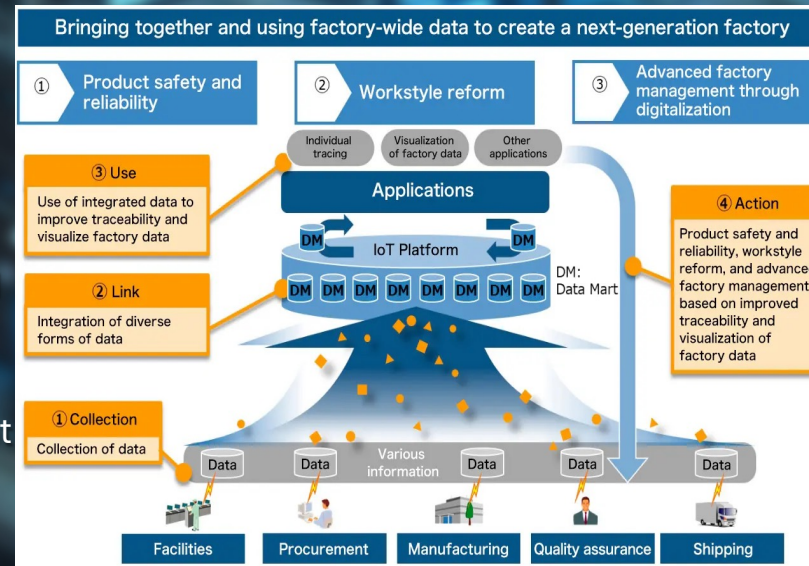 Bringing together and using factory-wide data to create a next-generation factory
① Product safety and
reliability
② Workstyle reform
③ Advanced factory
management through
digitalization
Individual
tracing
Visualization
of factory data
Other
applications
③ Use
Use of integrated data to
improve traceability and
visualize factory data
Applications
④ Action
Product safety and
reliability, workstyle
reform, and advance
factory management
based on improved
traceability and
visualization of
factory data
DM
IoT Platform
DM
DM DM DM DM DM DM DM DM
DM:
Data Mart
② Link
Integration of diverse
forms of data
① Collection
Collection of data
t
Various
information
Data
Data
Data
Data
Data
Facilities
Procurement
Manufacturing
Quality assurance
Shipping